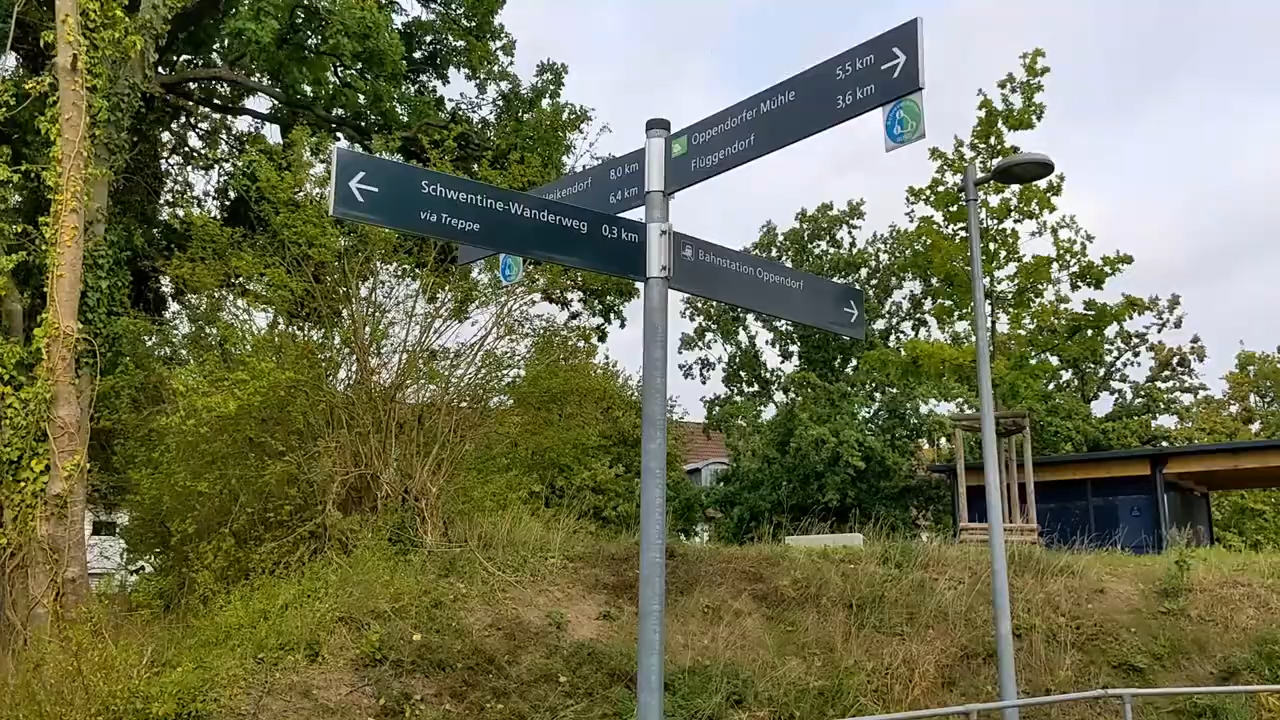 Oppendorfer Mühle 5,5 km
Flüggendorf 3,6 km
Heikendorf 8,0 km
6,4 km
Schwentine-Wanderweg 0,3 km
via Treppe
Bahnstation Oppendorf